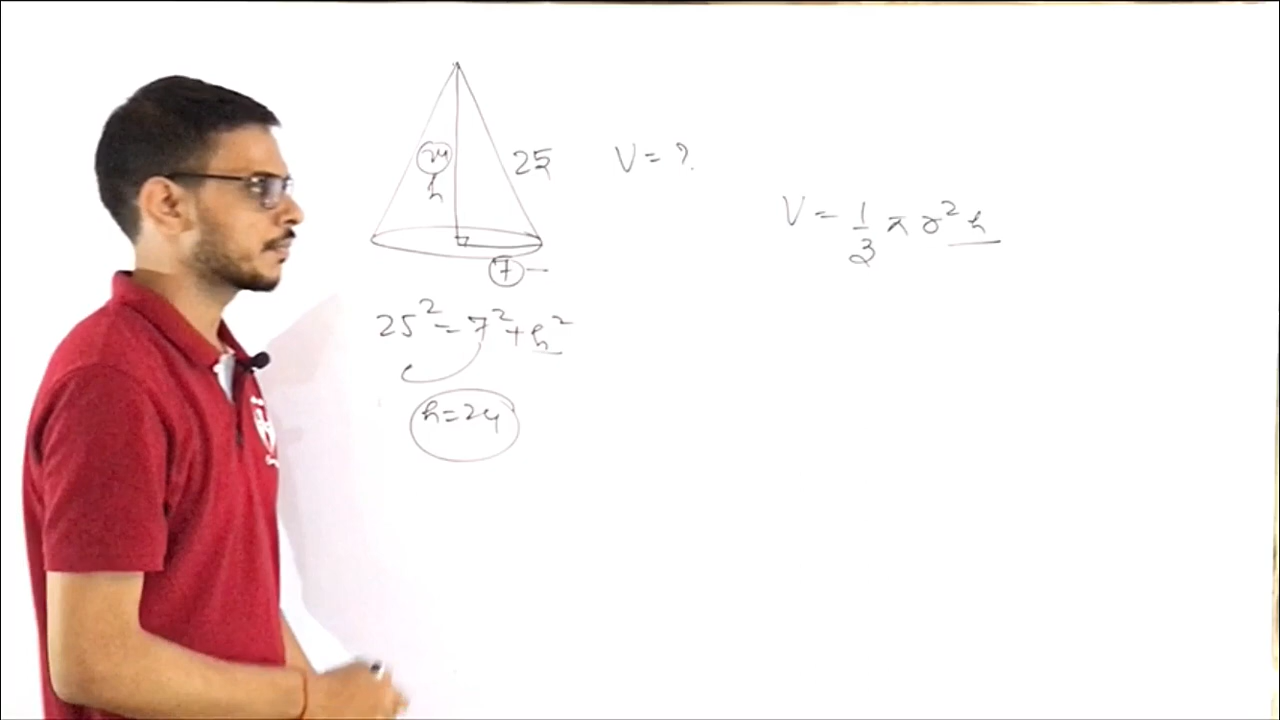 24
h
25
7
V = ?
V = 1/3 π r² h
25² = 7² + h²
h = 24